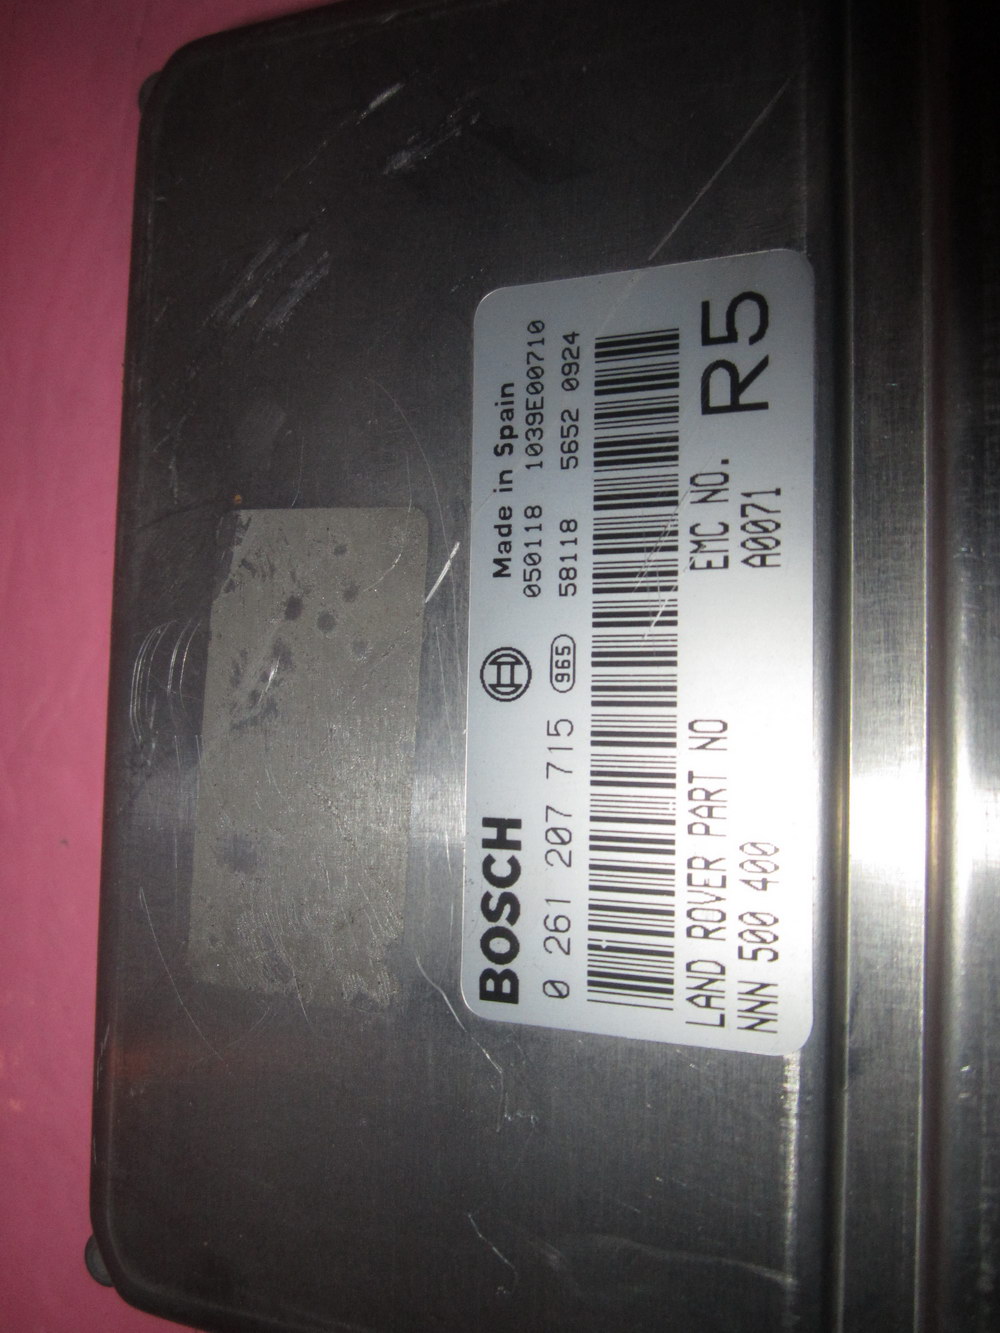 BOSCH
Made in Spain
050118 1039E00710
0 261 207 715 965 58118 5652 0924
LAND ROVER PART NO
NNN 500 400
EMC NO.
A0071
R5